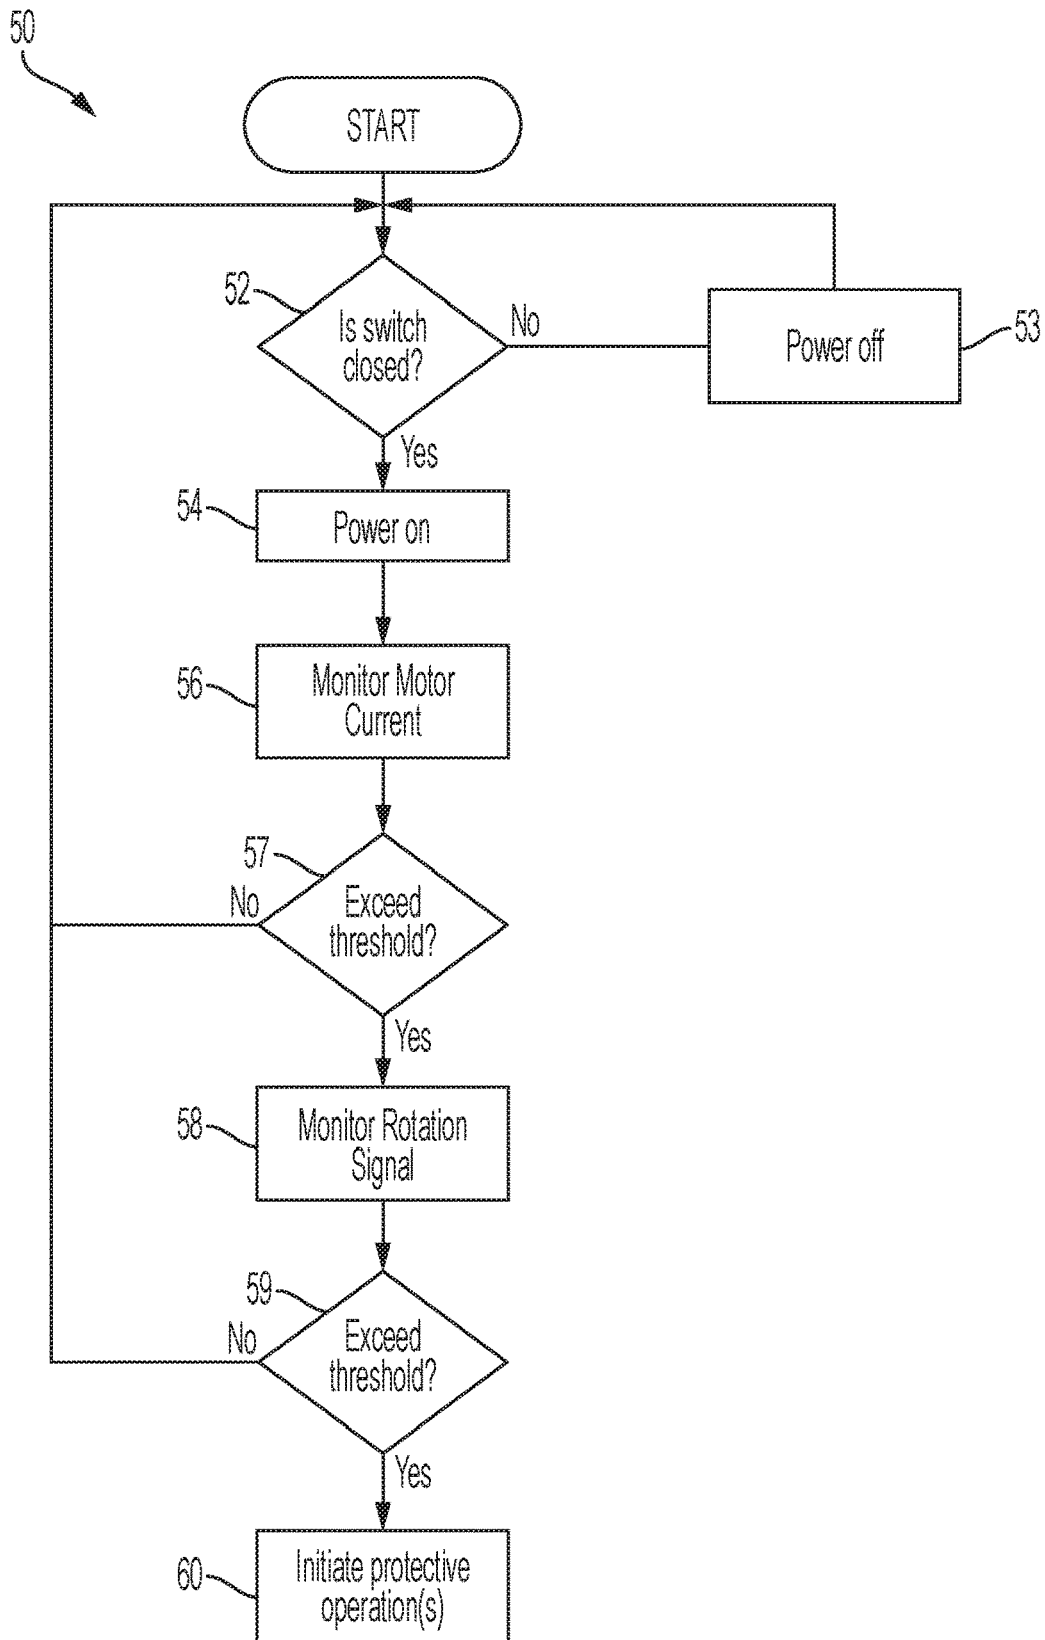 50
START
52
Is switch
closed?
No
Power off
53
Yes
54
Power on
56
Monitor Motor
Current
57
No
Exceed
threshold?
Yes
58
Monitor Rotation
Signal
59
No
Exceed
threshold?
Yes
60
Initiate protective
operation(s)